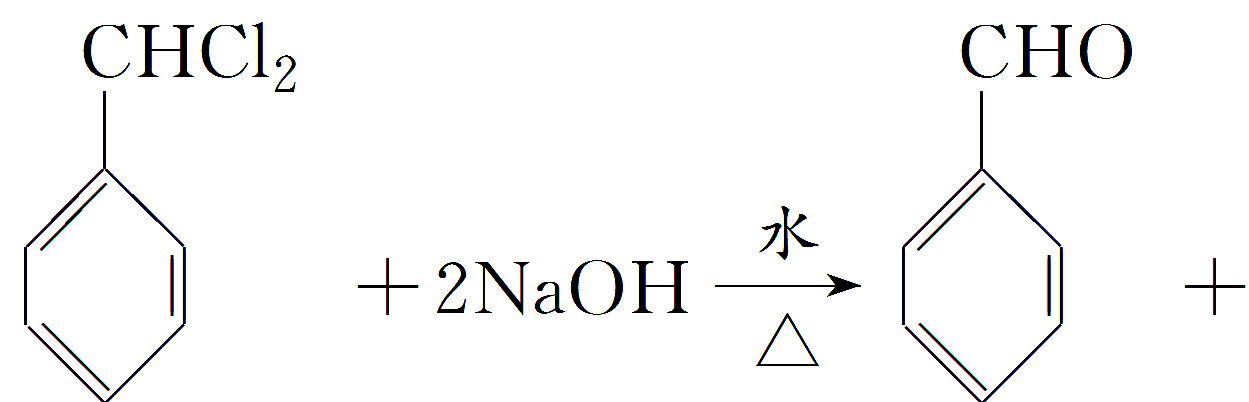 CHCl₂ CHO
+ 2NaOH 水 △ +